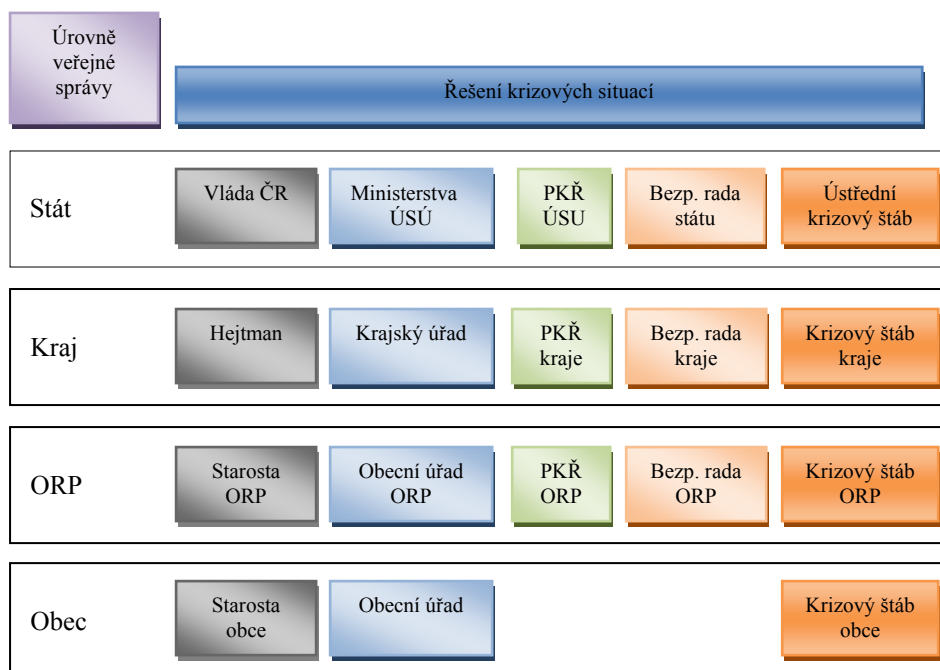 Úrovně
veřejné
správy
Řešení krizových situací
Stát
Vláda ČR
Ministerstva
ÚSÚ
PKŘ
ÚSU
Bezp. rada
státu
Ústřední
krizový štáb
Kraj
Hejtman
Krajský úřad
PKŘ
kraje
Bezp. rada
kraje
Krizový štáb
kraje
ORP
Starosta
ORP
Obecní úřad
ORP
PKŘ
ORP
Bezp. rada
ORP
Krizový štáb
ORP
Obec
Starosta
obce
Obecní úřad
Krizový štáb
obce